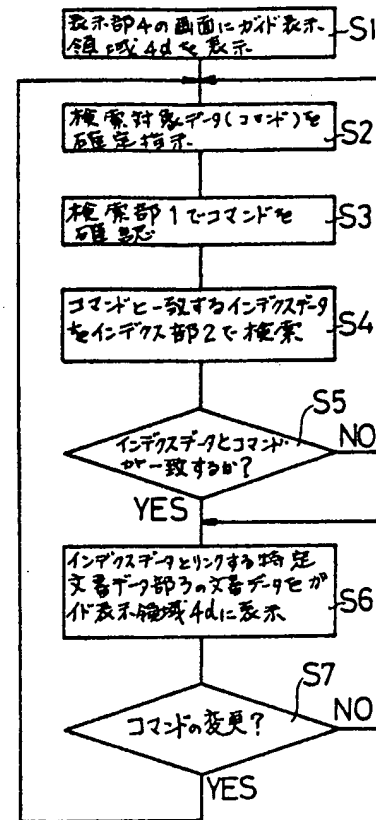 表示部4の画面にガイド表示
領域4dを表示
S1
検索対象データ(コマンド)を
確定指示
S2
検索部1でコマンドを
確認
S3
コマンドと一致するインデクスデータ
をインデクス部2で検索
S4
S5
インデクスデータとコマンド
が一致するか?
NO
YES
インデクスデータとリンクする特定
文書データ部3の文書データをガ
イド表示領域4dに表示
S6
S7
コマンドの変更?
NO
YES